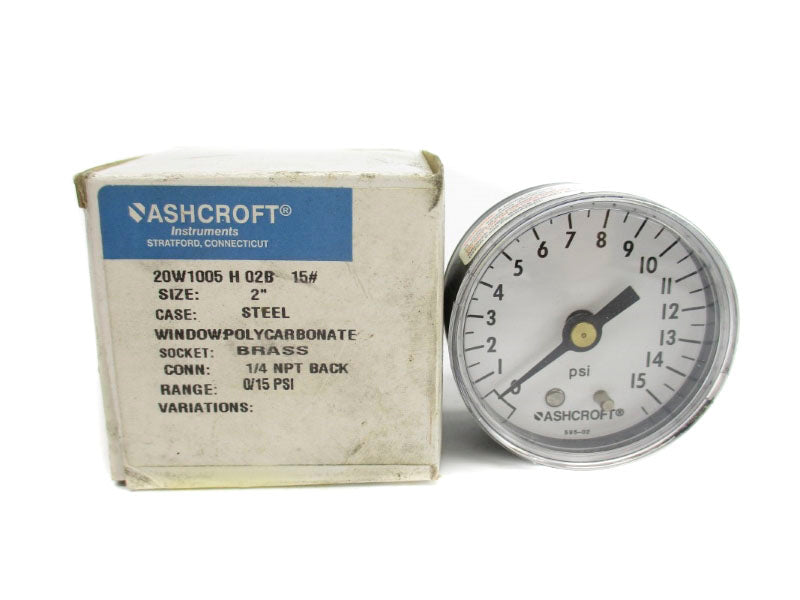 ASHCROFT®
Instruments
STRATFORD, CONNECTICUT
20W1005 H 02B 15#
SIZE: 2"
CASE: STEEL
WINDOW:POLYCARBONATE
SOCKET: BRASS
CONN: 1/4 NPT BACK
RANGE: 0/15 PSI
VARIATIONS:
0
1
2
3
4
5
6
7
8
9
10
11
12
13
14
15
psi
ASHCROFT®